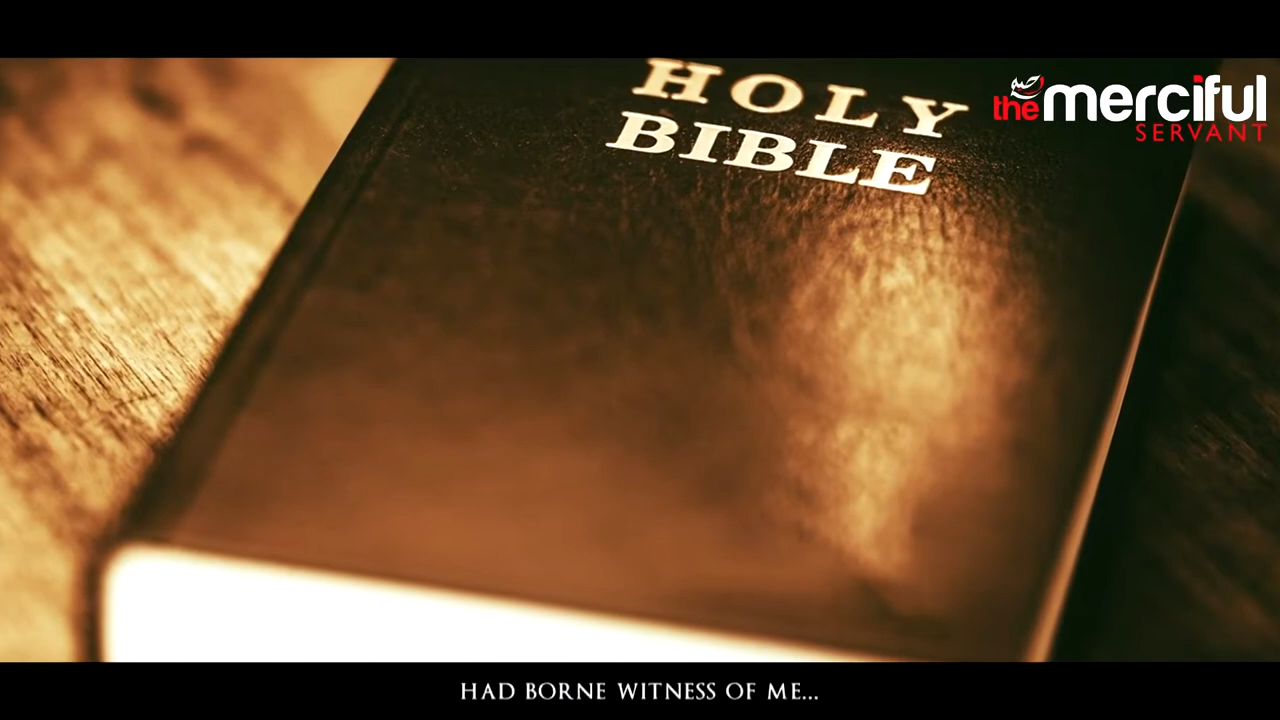 HOLY
BIBLE
the merciful
SERVANT
HAD BORNE WITNESS OF ME...